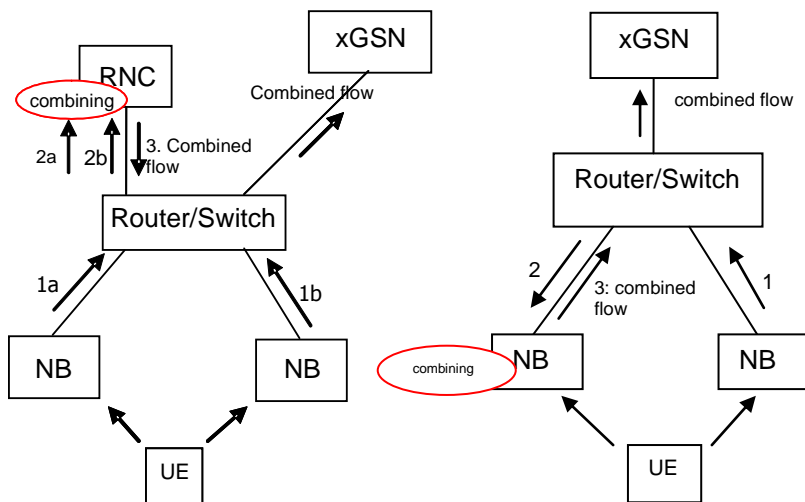 xGSN
RNC
combining
Combined flow
2a
2b
3. Combined
flow
Router/Switch
1a
1b
NB
NB
UE
xGSN
combined flow
Router/Switch
2
3: combined
flow
1
combining
NB
NB
UE